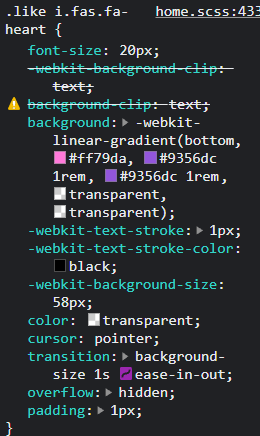 .like i.fas.fa- home.scss:433
heart {
font-size: 20px;
-webkit-background-clip:
text;
background-clip: text;
background: -webkit-
linear-gradient(bottom,
#ff79da, #9356dc
1rem, #9356dc 1rem,
transparent,
transparent);
-webkit-text-stroke: 1px;
-webkit-text-stroke-color:
black;
-webkit-background-size:
58px;
color: transparent;
cursor: pointer;
transition: background-
size 1s ease-in-out;
overflow: hidden;
padding: 1px;
}